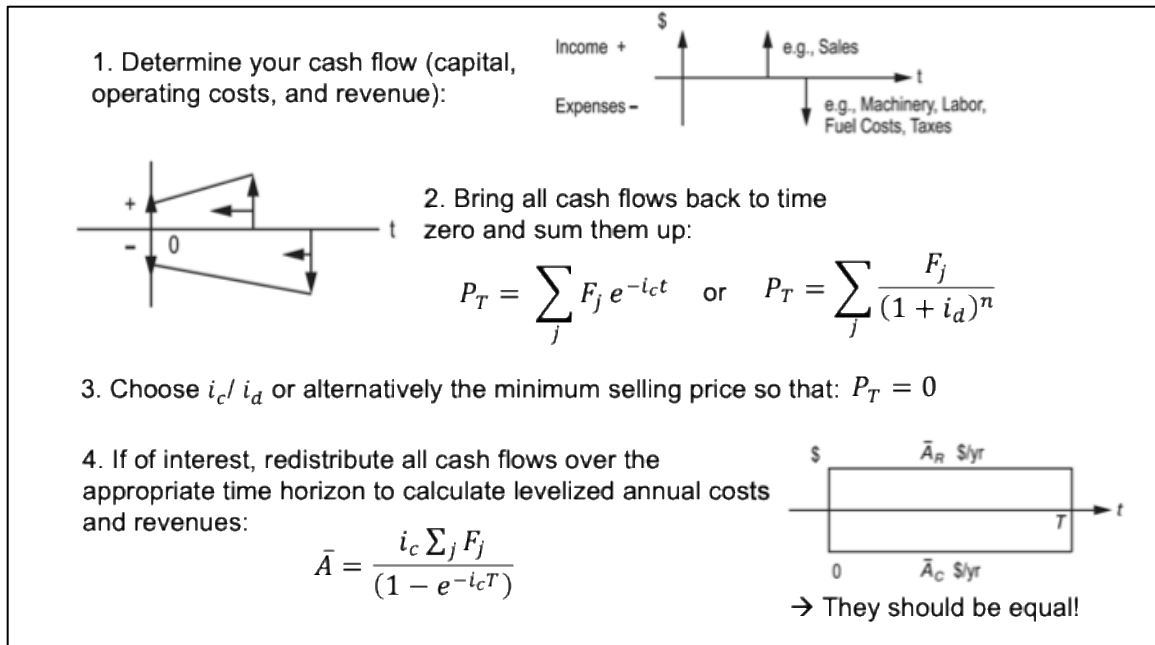 1. Determine your cash flow (capital,
operating costs, and revenue):
$
Income +
e.g., Sales
t
Expenses –
e.g., Machinery, Labor,
Fuel Costs, Taxes
+
t
–
0
2. Bring all cash flows back to time
zero and sum them up:
P_T = ∑_j F_j e^{-i_c t} or P_T = ∑_j F_j / (1 + i_d)^n
3. Choose i_c/ i_d or alternatively the minimum selling price so that: P_T = 0
4. If of interest, redistribute all cash flows over the
appropriate time horizon to calculate levelized annual costs
and revenues:
Ā = i_c ∑_j F_j / (1 − e^{-i_c T})
$
Ā_R $/yr
t
T
0
Ā_C $/yr
→ They should be equal!